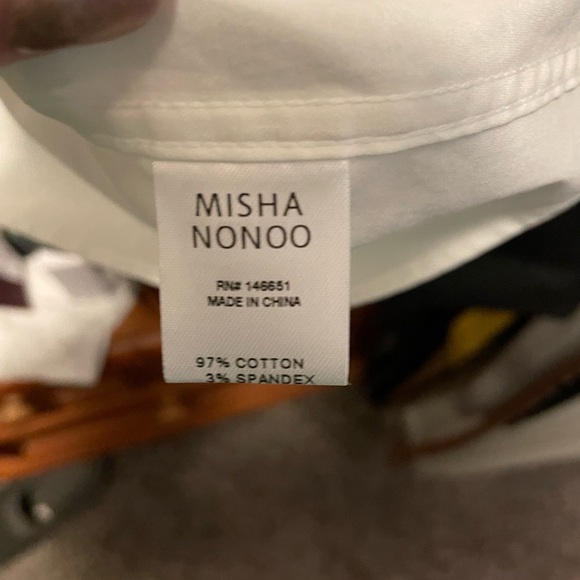 MISHA
NONOO
RN# 146651
MADE IN CHINA
97% COTTON
3% SPANDEX